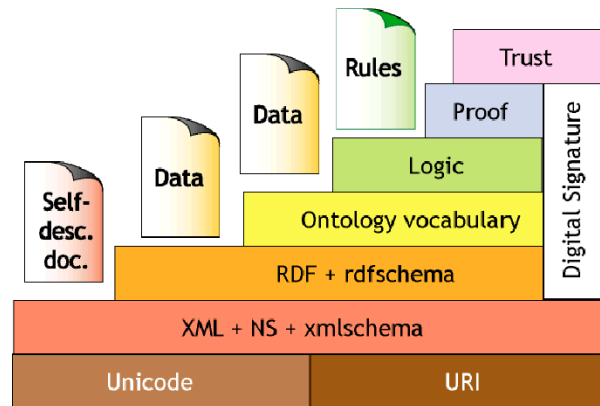 Trust
Rules
Proof
Data
Logic
Data
Digital Signature
Self-
desc.
doc.
Ontology vocabulary
RDF + rdfschema
XML + NS + xmlschema
Unicode
URI